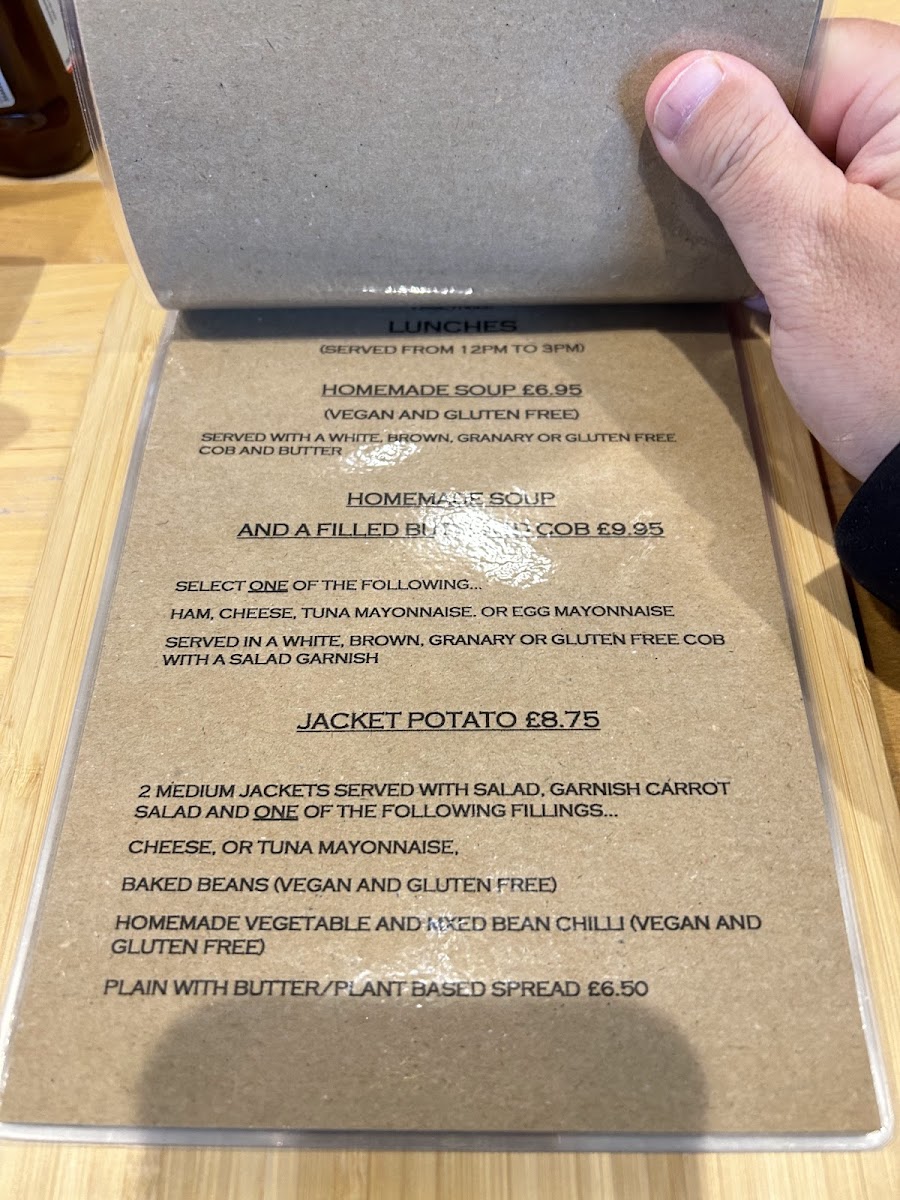 LUNCHES
(SERVED FROM 12PM TO 3PM)
HOMEMADE SOUP £6.95
(VEGAN AND GLUTEN FREE)
SERVED WITH A WHITE, BROWN, GRANARY OR GLUTEN FREE
COB AND BUTTER
HOMEMADE SOUP
AND A FILLED COB £9.95
SELECT ONE OF THE FOLLOWING...
HAM, CHEESE, TUNA MAYONNAISE. OR EGG MAYONNAISE
SERVED IN A WHITE, BROWN, GRANARY OR GLUTEN FREE COB
WITH A SALAD GARNISH
JACKET POTATO £8.75
2 MEDIUM JACKETS SERVED WITH SALAD, GARNISH CARROT
SALAD AND ONE OF THE FOLLOWING FILLINGS...
CHEESE, OR TUNA MAYONNAISE,
BAKED BEANS (VEGAN AND GLUTEN FREE)
HOMEMADE VEGETABLE AND MIXED BEAN CHILLI (VEGAN AND
GLUTEN FREE)
PLAIN WITH BUTTER/PLANT BASED SPREAD £6.50